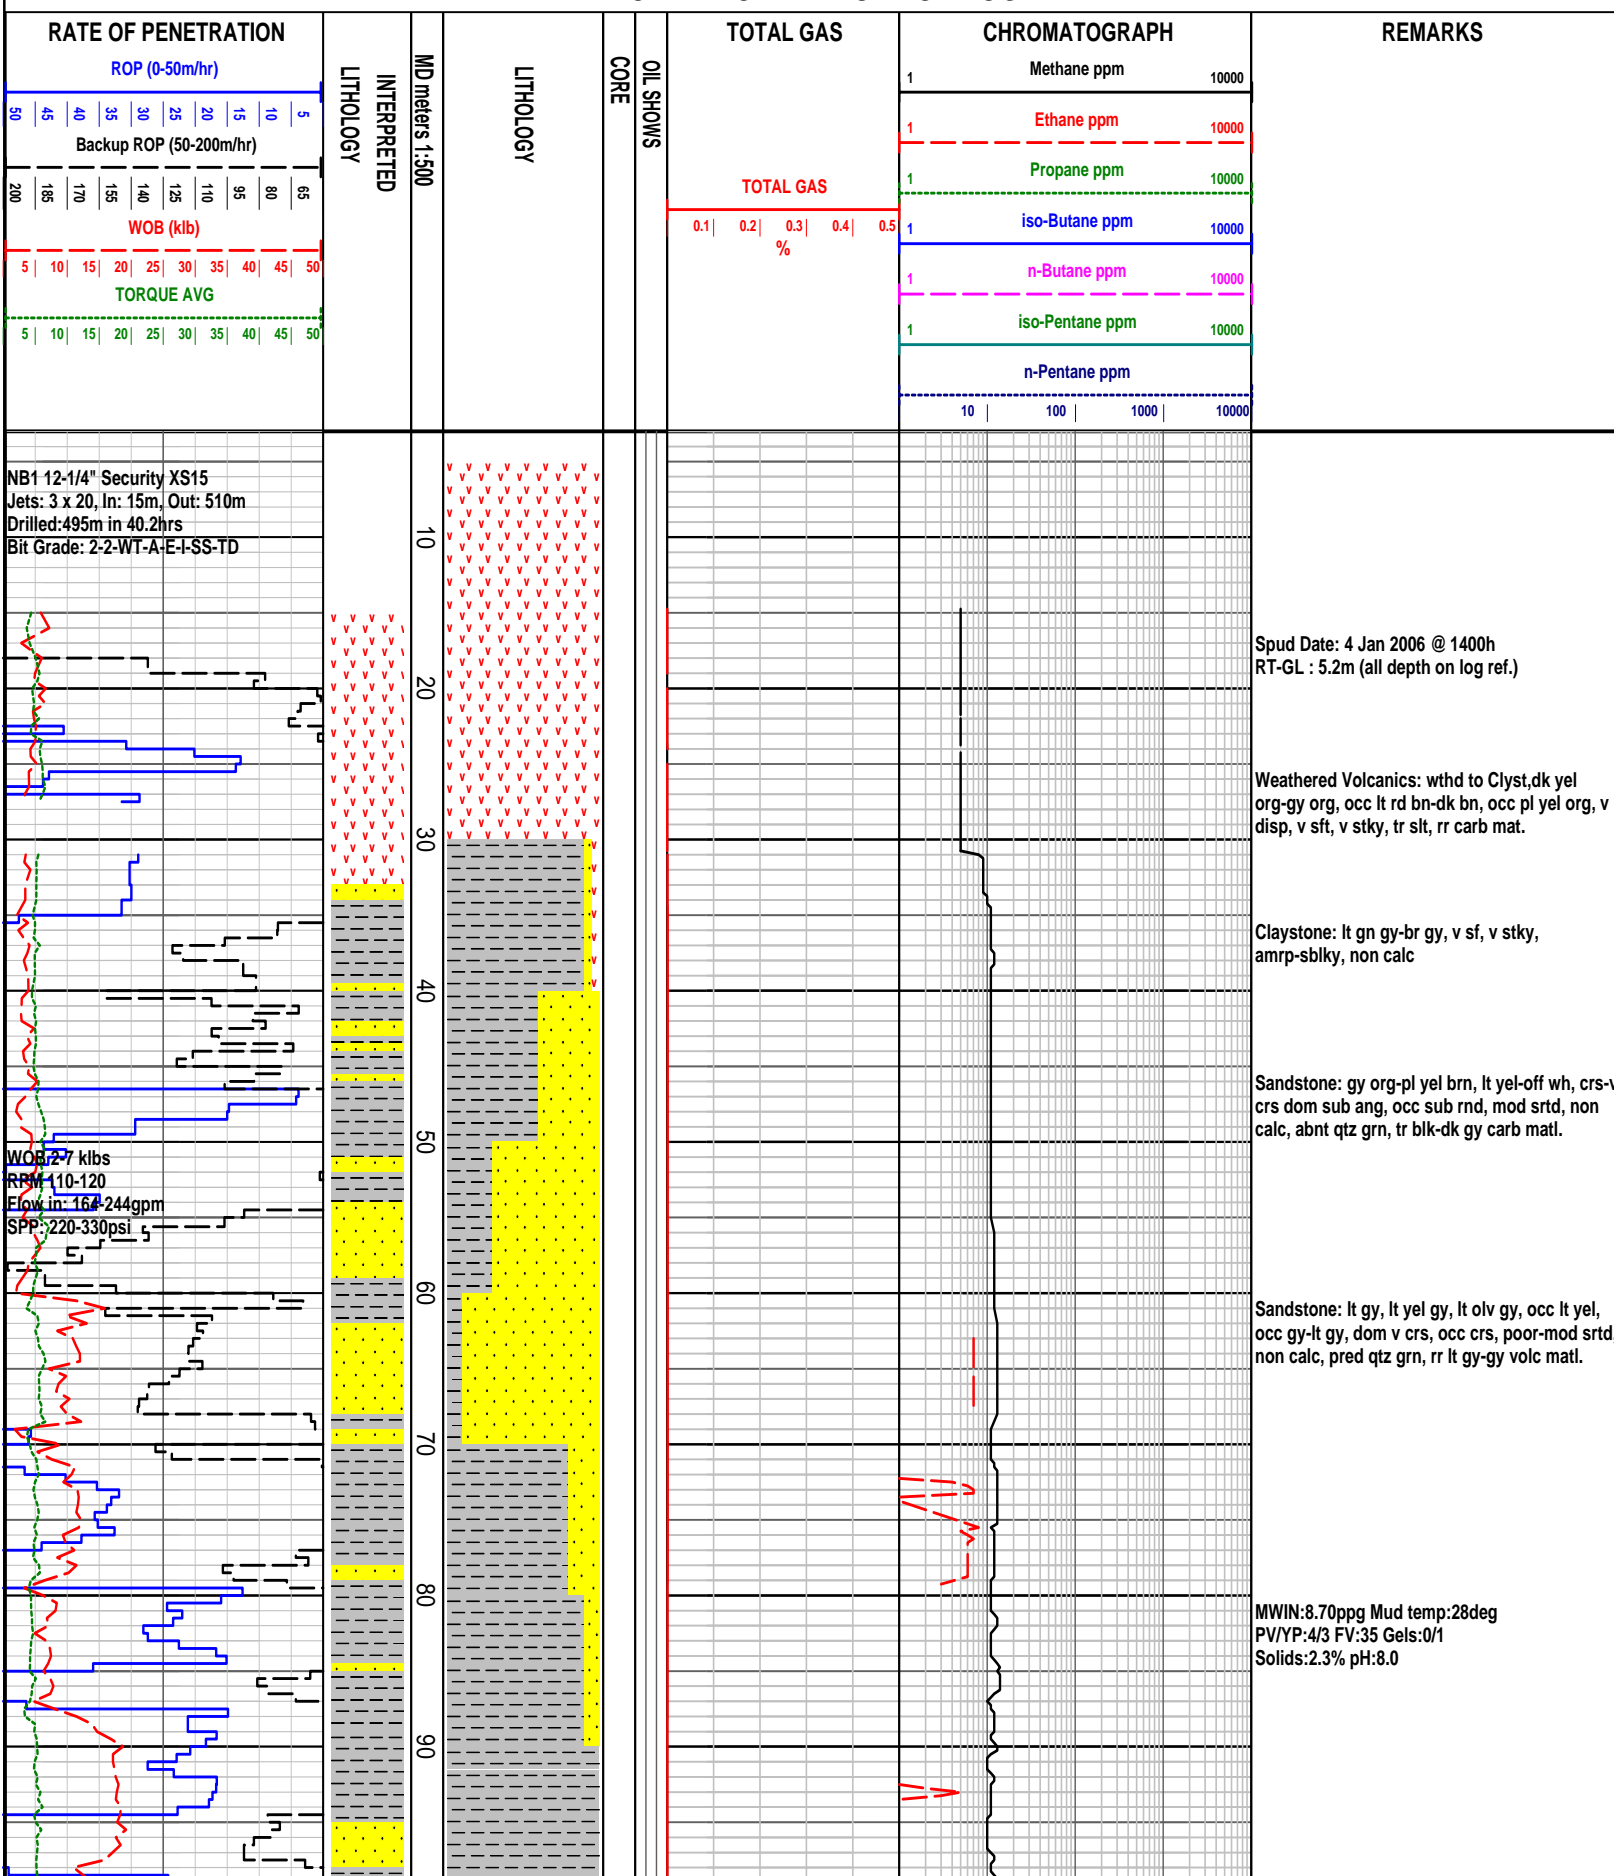 RATE OF PENETRATION
ROP (0-50m/hr)
50 45 40 35 30 25 20 15 10 5
Backup ROP (50-200m/hr)
200 185 170 155 140 125 110 95 80 65
WOB (klb)
5 10 15 20 25 30 35 40 45 50
TORQUE AVG
5 10 15 20 25 30 35 40 45 50
INTERPRETED
LITHOLOGY
MD meters 1:500
LITHOLOGY
CORE
OIL SHOWS
TOTAL GAS
TOTAL GAS
0.1 0.2 0.3 0.4 0.5
%
CHROMATOGRAPH
Methane ppm
1 10000
Ethane ppm
1 10000
Propane ppm
1 10000
iso-Butane ppm
1 10000
n-Butane ppm
1 10000
iso-Pentane ppm
1 10000
n-Pentane ppm
10 100 1000 10000
REMARKS
NB1 12-1/4" Security XS15
Jets: 3 x 20, In: 15m, Out: 510m
Drilled:495m in 40.2hrs
Bit Grade: 2-2-WT-A-E-I-SS-TD
10
20
30
40
50
60
70
80
90
WOB 2-7 klbs
RPM 110-120
Flow in: 164-244gpm
SPP: 220-330psi
Spud Date: 4 Jan 2006 @ 1400h
RT-GL : 5.2m (all depth on log ref.)
Weathered Volcanics: wthd to Clyst,dk yel
org-gy org, occ lt rd bn-dk bn, occ pl yel org, v
disp, v sft, v stky, tr slt, rr carb mat.
Claystone: lt gn gy-br gy, v sf, v stky,
amrp-sblky, non calc
Sandstone: gy org-pl yel brn, lt yel-off wh, crs-v
crs dom sub ang, occ sub rnd, mod srtd, non
calc, abnt qtz grn, tr blk-dk gy carb matl.
Sandstone: lt gy, lt yel gy, lt olv gy, occ lt yel,
occ gy-lt gy, dom v crs, occ crs, poor-mod srtd,
non calc, pred qtz grn, rr lt gy-gy volc matl.
MWIN:8.70ppg Mud temp:28deg
PV/YP:4/3 FV:35 Gels:0/1
Solids:2.3% pH:8.0